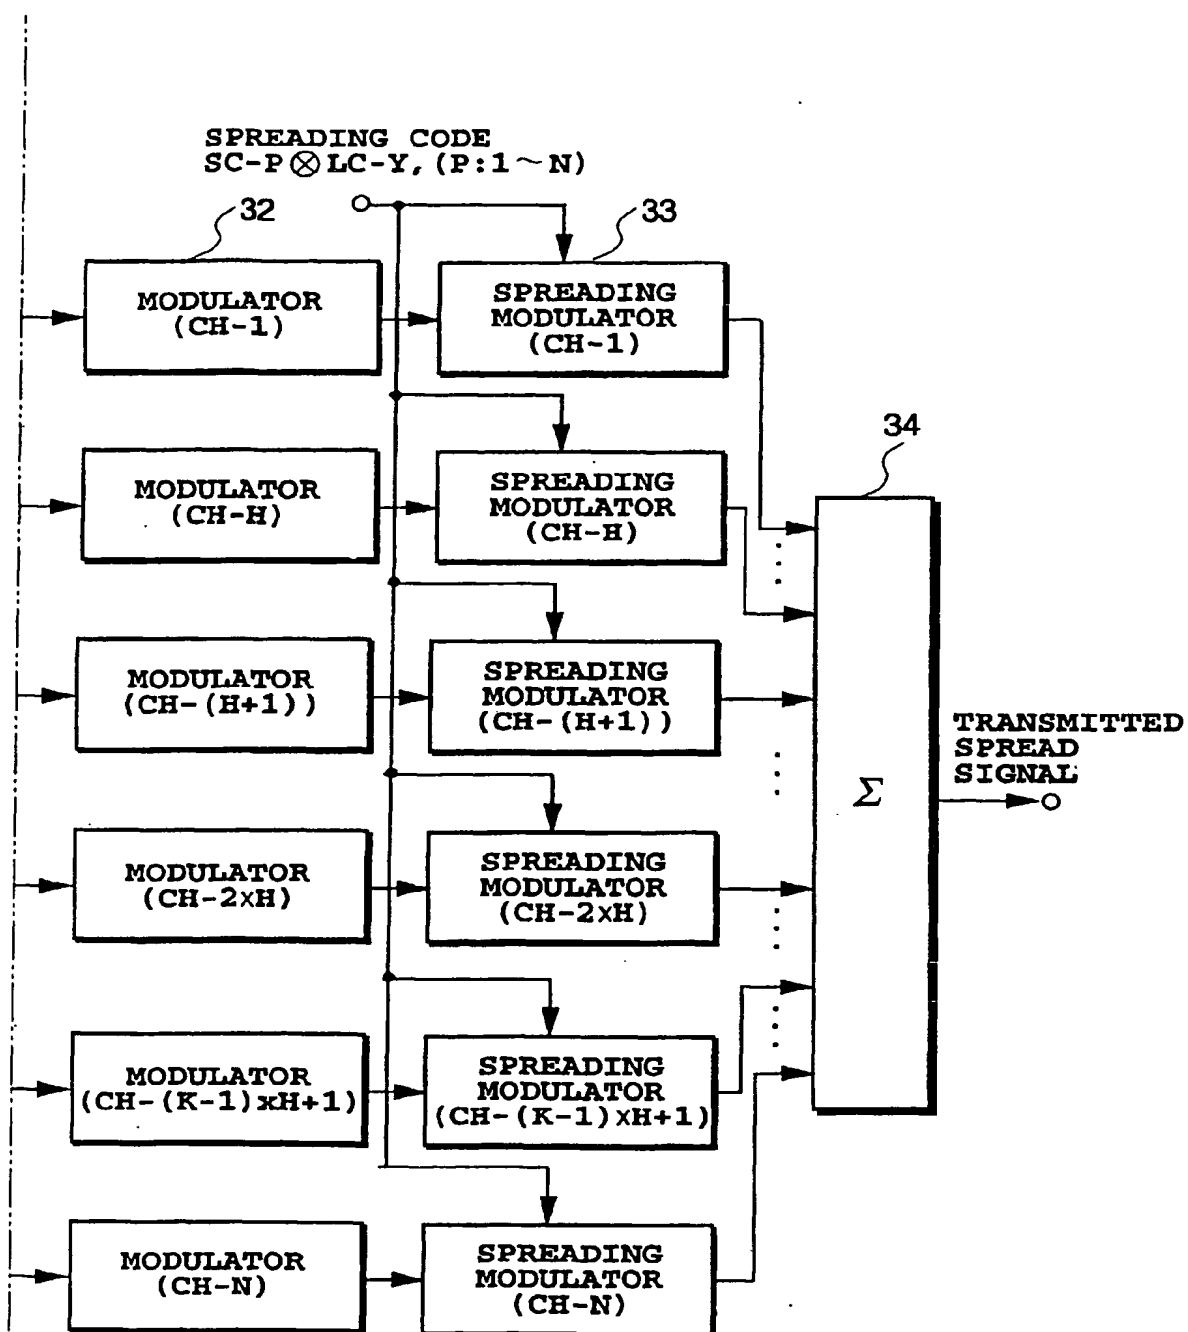 SPREADING CODE
SC-P⊗LC-Y, (P:1~N)
32
33
MODULATOR
(CH-1)
SPREADING
MODULATOR
(CH-1)
34
MODULATOR
(CH-H)
SPREADING
MODULATOR
(CH-H)
MODULATOR
(CH-(H+1))
SPREADING
MODULATOR
(CH-(H+1))
TRANSMITTED
SPREAD
SIGNAL
Σ
MODULATOR
(CH-2xH)
SPREADING
MODULATOR
(CH-2xH)
MODULATOR
(CH-(K-1)xH+1)
SPREADING
MODULATOR
(CH-(K-1)xH+1)
MODULATOR
(CH-N)
SPREADING
MODULATOR
(CH-N)